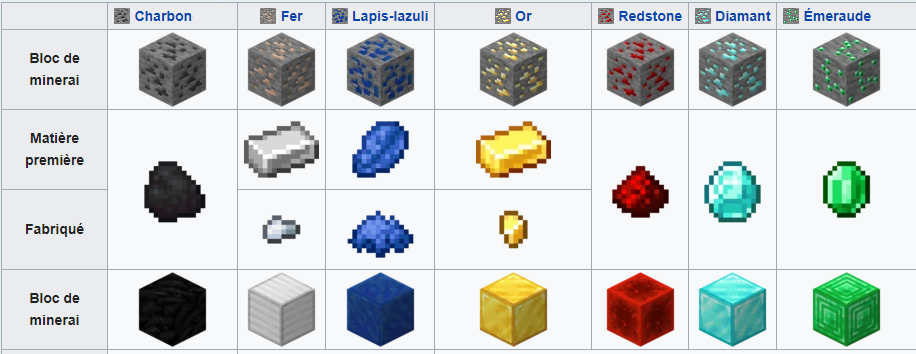 Charbon Fer Lapis-lazuli Or Redstone Diamant Émeraude
Bloc de
minerai
Matière
première
Fabriqué
Bloc de
minerai